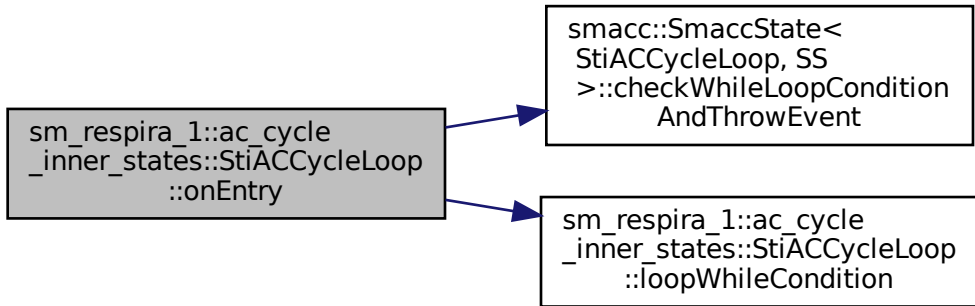 sm_respira_1::ac_cycle
_inner_states::StiACCycleLoop
::onEntry
smacc::SmaccState<
StiACCycleLoop, SS
>::checkWhileLoopCondition
AndThrowEvent
sm_respira_1::ac_cycle
_inner_states::StiACCycleLoop
::loopWhileCondition